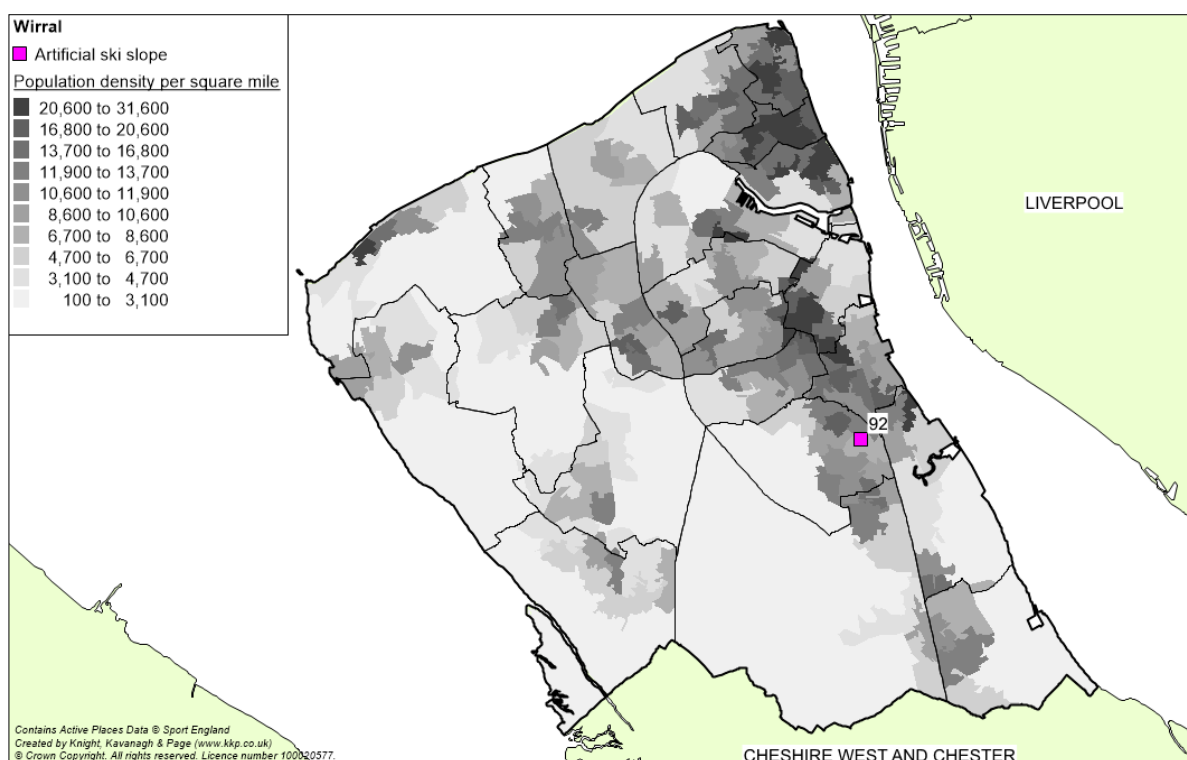 Wirral
Artificial ski slope
Population density per square mile
20,600 to 31,600
16,800 to 20,600
13,700 to 16,800
11,900 to 13,700
10,600 to 11,900
8,600 to 10,600
6,700 to 8,600
4,700 to 6,700
3,100 to 4,700
100 to 3,100
LIVERPOOL
92
Contains Active Places Data © Sport England
Created by Knight, Kavanagh & Page (www.kkp.co.uk)
© Crown Copyright. All rights reserved. Licence number 100020577.
CHESHIRE WEST AND CHESTER